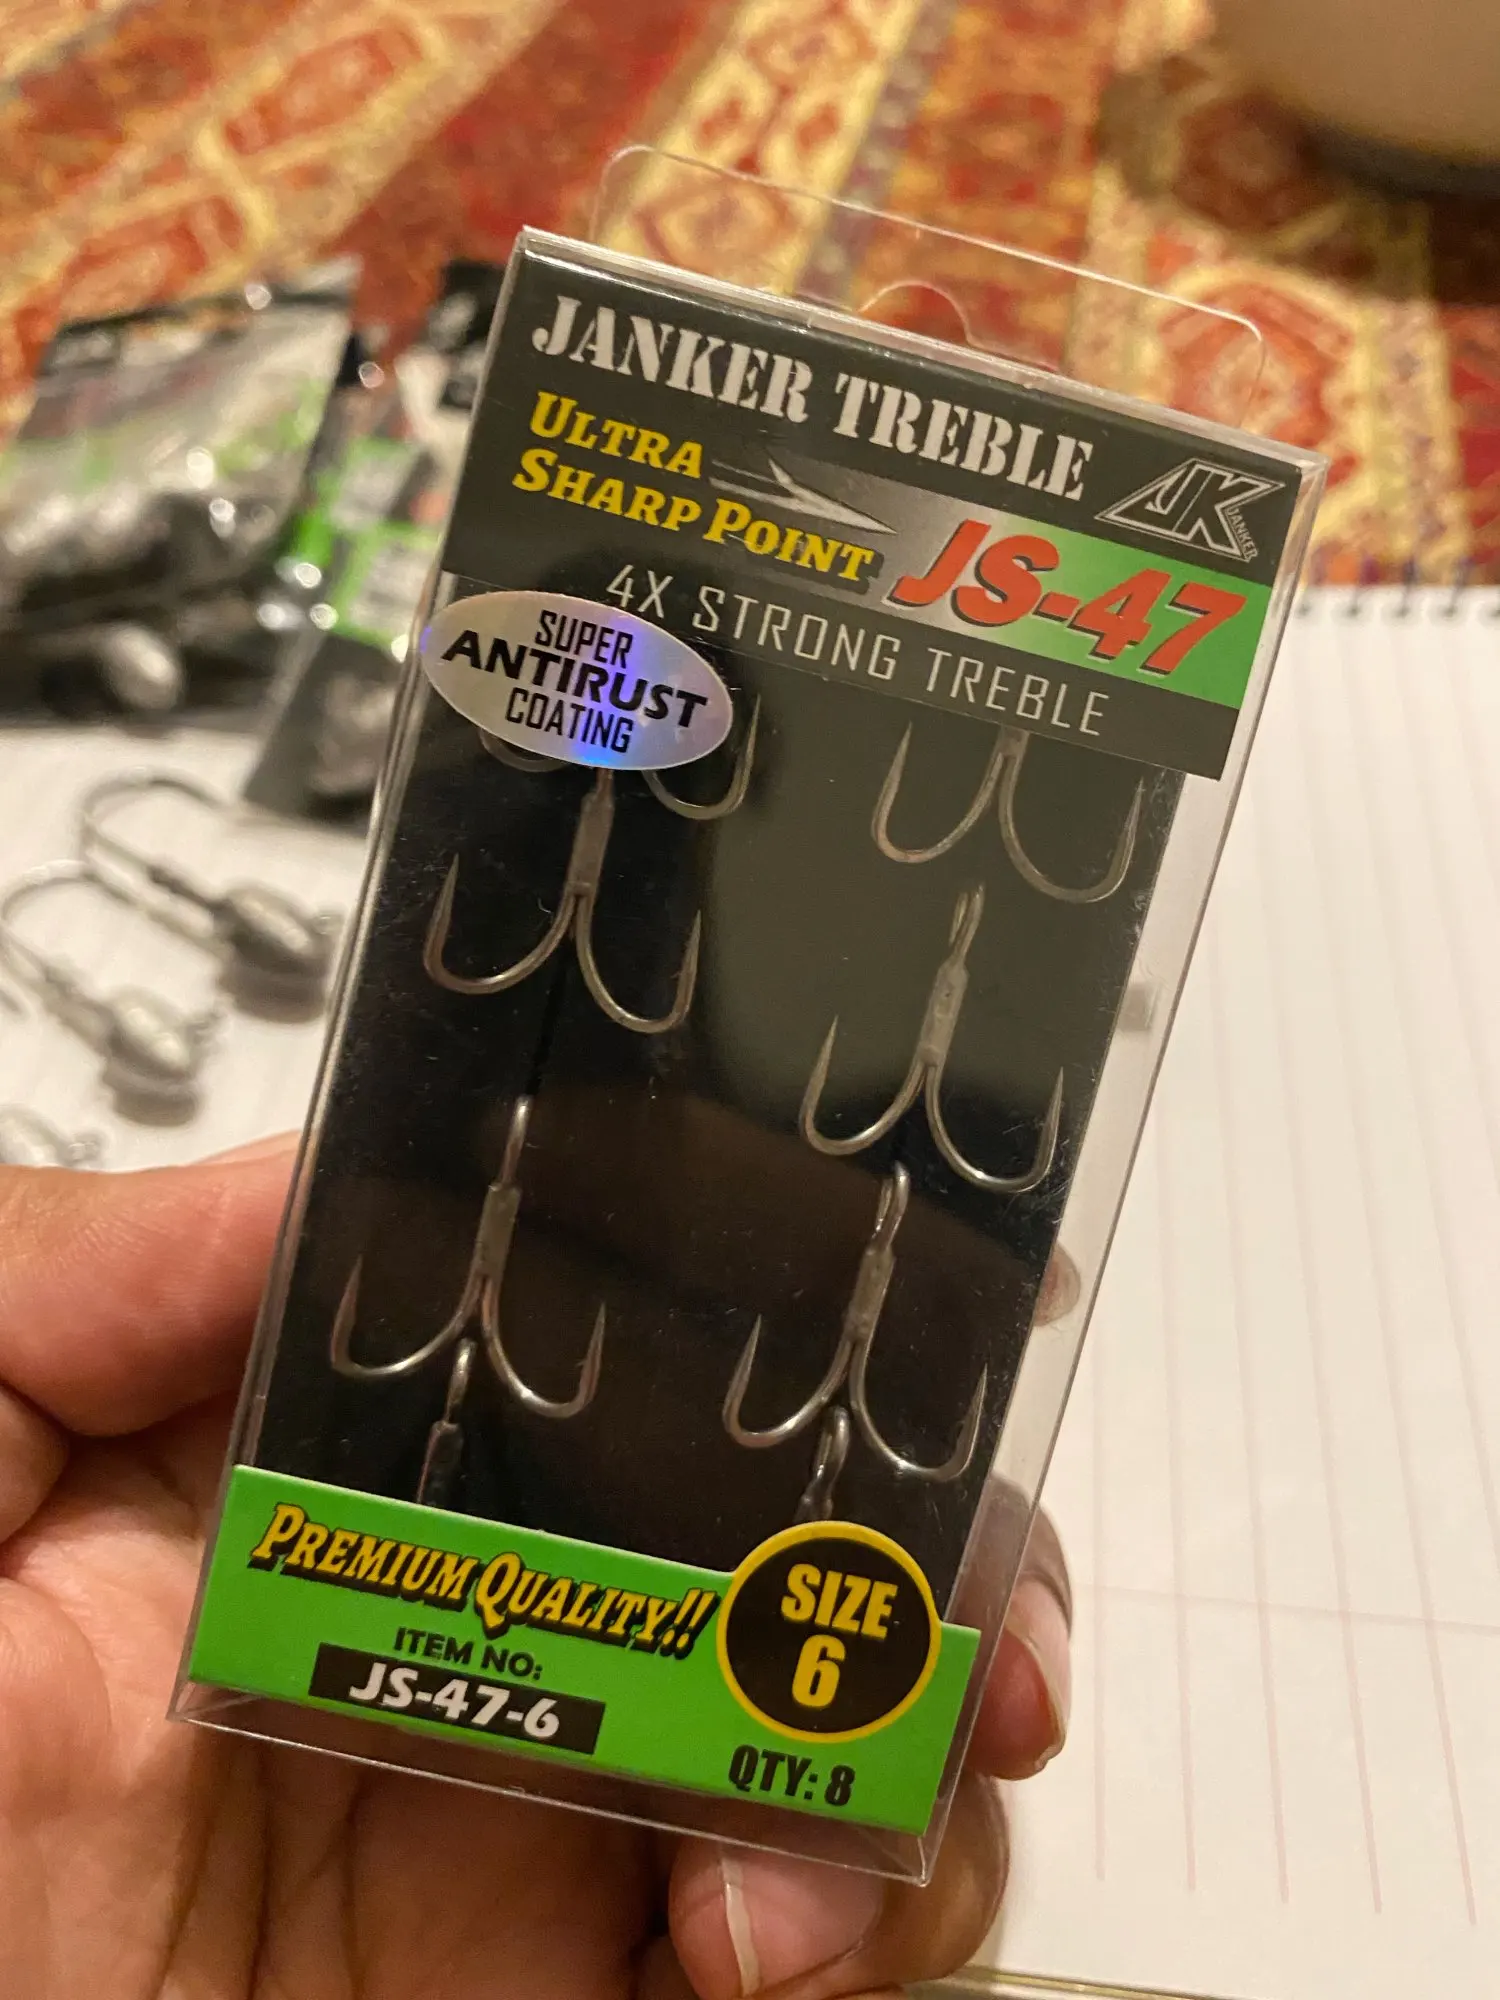 JANKER TREBLE
JK
JANKER
ULTRA
SHARP POINT
JS-47
4X STRONG TREBLE
SUPER
ANTIRUST
COATING
PREMIUM QUALITY!!
ITEM NO:
JS-47-6
SIZE
6
QTY: 8